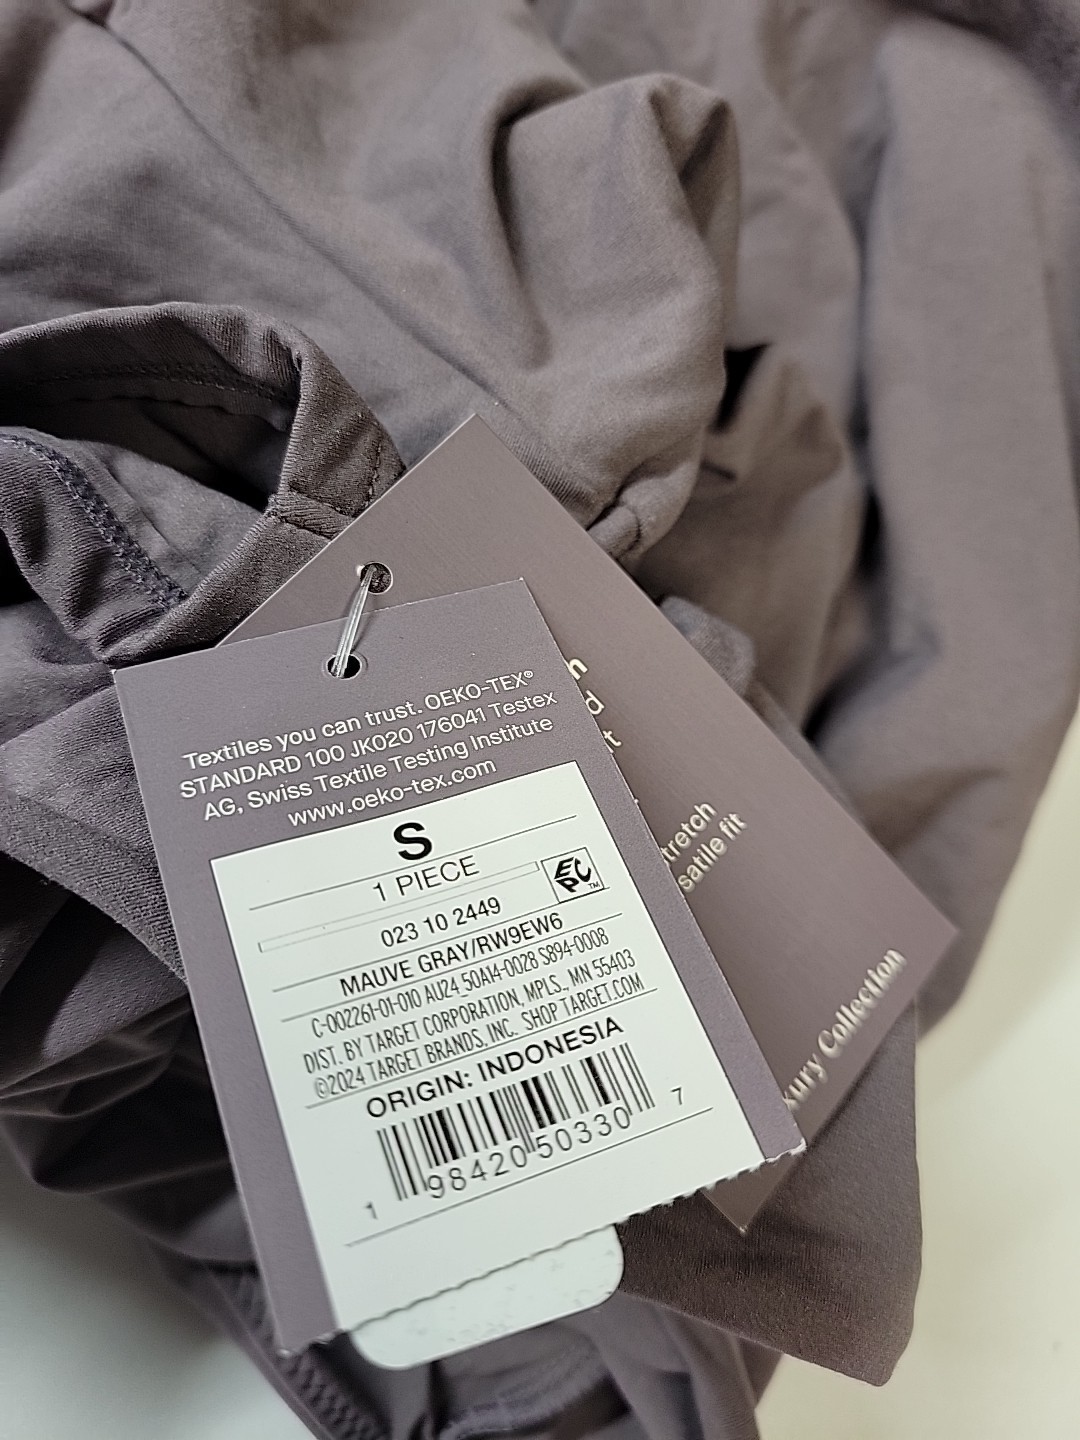 Textiles you can trust. OEKO-TEX®
STANDARD 100 JK020 176041 Testex
AG, Swiss Textile Testing Institute
www.oeko-tex.com
S
1 PIECE
EPC™
023 10 2449
MAUVE GRAY/RW9EW6
C-002261-01-010 AU24 50A14-0028 S894-0008
DIST. BY TARGET CORPORATION, MPLS., MN 55403
©2024 TARGET BRANDS, INC. SHOP TARGET.COM
ORIGIN: INDONESIA
1 98420 50330 7
Collection
fit